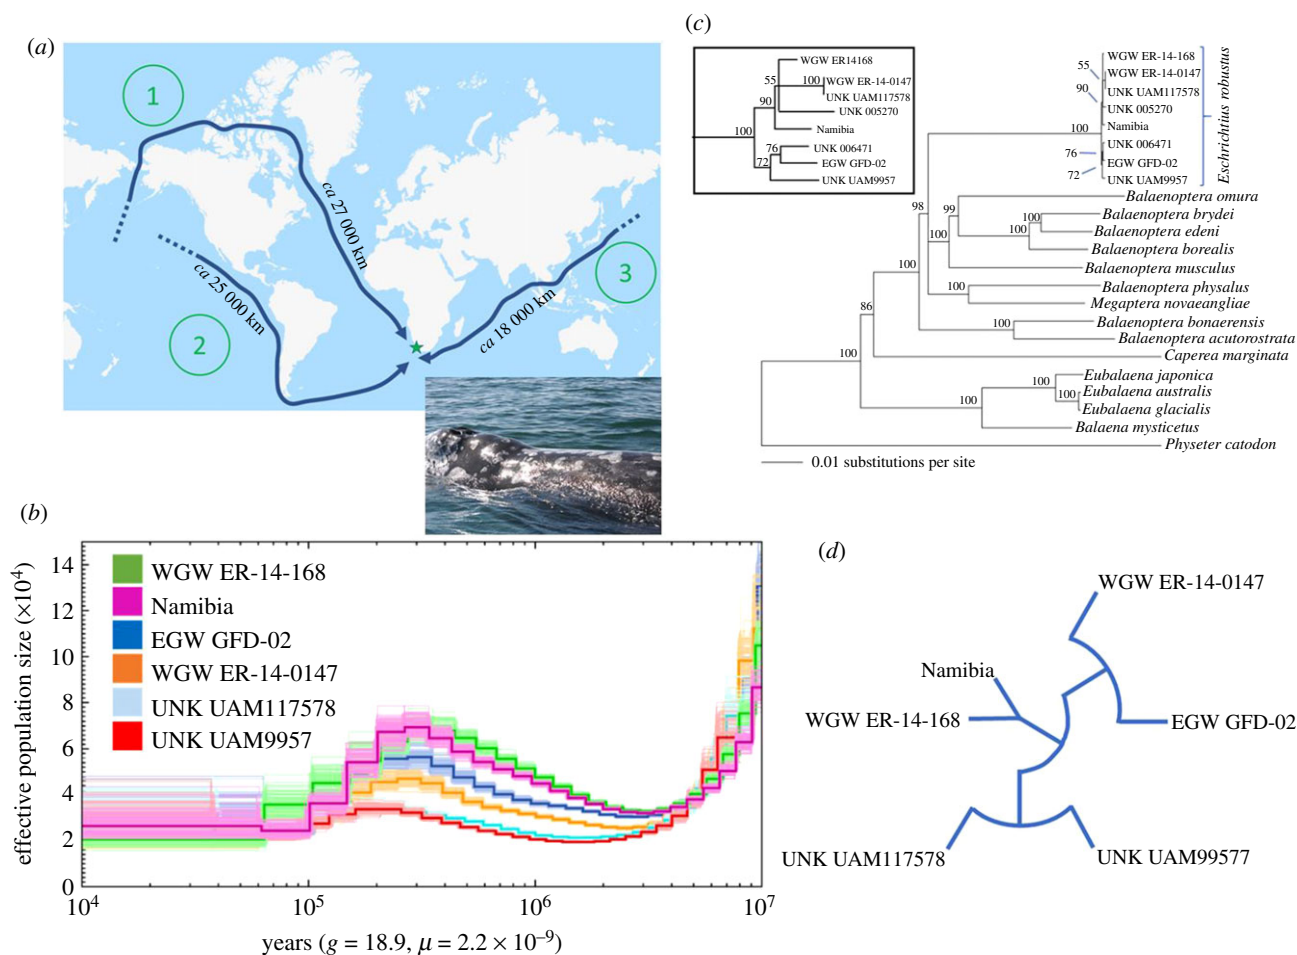 (a)
1
2
3
ca 27 000 km
ca 25 000 km
ca 18 000 km
(b)
effective population size (×10⁴)
14
12
10
8
6
4
2
0
WGW ER-14-168
Namibia
EGW GFD-02
WGW ER-14-0147
UNK UAM117578
UNK UAM9957
10⁴
10⁵
10⁶
10⁷
years (g = 18.9, μ = 2.2 × 10⁻⁹)
(c)
WGW ER14168
55
100
WGW ER-14-0147
UNK UAM117578
90
UNK 005270
100
Namibia
UNK 006471
76
EGW GFD-02
72
UNK UAM9957
WGW ER-14-168
55
WGW ER-14-0147
UNK UAM117578
90
UNK 005270
Namibia
100
UNK 006471
76
EGW GFD-02
72
UNK UAM9957
Eschrichtius robustus
Balaenoptera omura
98
99
Balaenoptera brydei
100
100
Balaenoptera edeni
100
Balaenoptera borealis
100
Balaenoptera musculus
Balaenoptera physalus
100
Megaptera novaeangliae
86
Balaenoptera bonaerensis
100
Balaenoptera acutorostrata
100
Caperea marginata
Eubalaena japonica
100
Eubalaena australis
100
100
Eubalaena glacialis
Balaena mysticetus
Physeter catodon
0.01 substitutions per site
(d)
WGW ER-14-0147
Namibia
WGW ER-14-168
EGW GFD-02
UNK UAM117578
UNK UAM99577